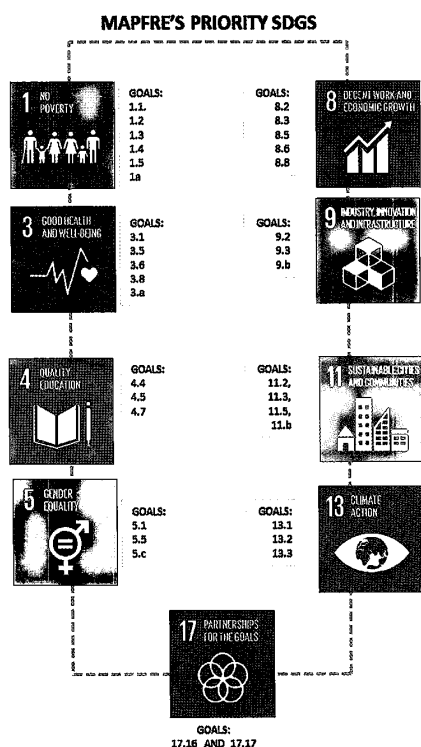 MAPFRE'S PRIORITY SDGS
1 NO
POVERTY
GOALS:
1.1.
1.2
1.3
1.4
1.5
1a
8 DECENT WORK AND
ECONOMIC GROWTH
GOALS:
8.2
8.3
8.5
8.6
8.8
3 GOOD HEALTH
AND WELL-BEING
GOALS:
3.1
3.5
3.6
3.8
3.a
9 INDUSTRY, INNOVATION
AND INFRASTRUCTURE
GOALS:
9.2
9.3
9.b
4 QUALITY
EDUCATION
GOALS:
4.4
4.5
4.7
11 SUSTAINABLE CITIES
AND COMMUNITIES
GOALS:
11.2,
11.3,
11.5,
11.b
5 GENDER
EQUALITY
GOALS:
5.1
5.5
5.c
13 CLIMATE
ACTION
GOALS:
13.1
13.2
13.3
17 PARTNERSHIPS
FOR THE GOALS
GOALS:
17.16 AND 17.17